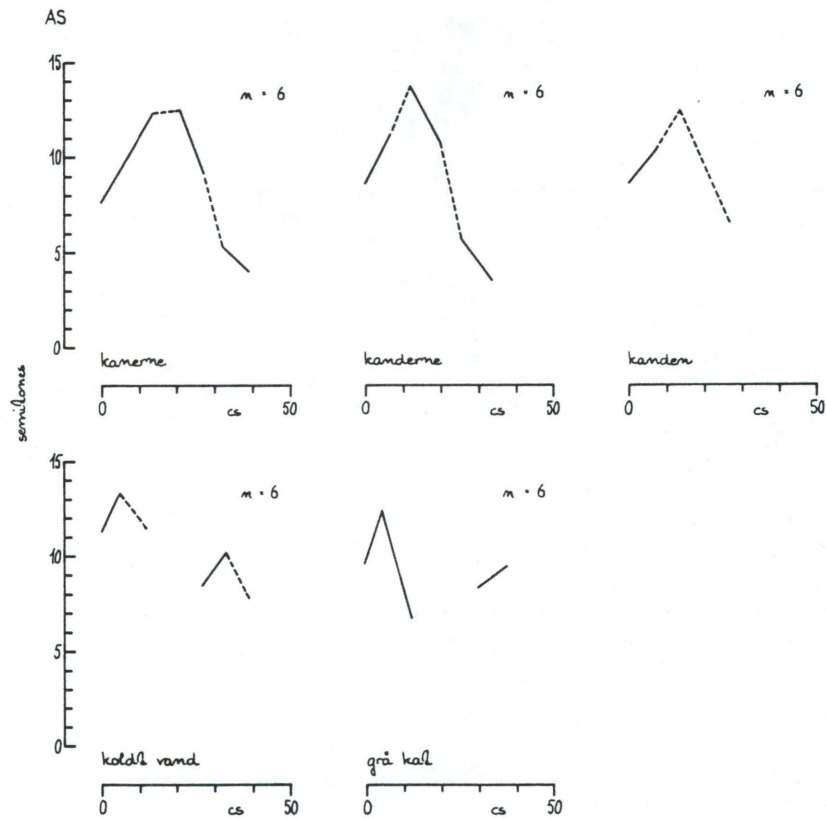 AS
semitones
15
10
5
0
n = 6
n = 6
n = 6
kanerne
kanderne
kanden
0 cs 50
0 cs 50
0 cs 50
15
10
5
0
n = 6
n = 6
koldt vand
grå kat
0 cs 50
0 cs 50